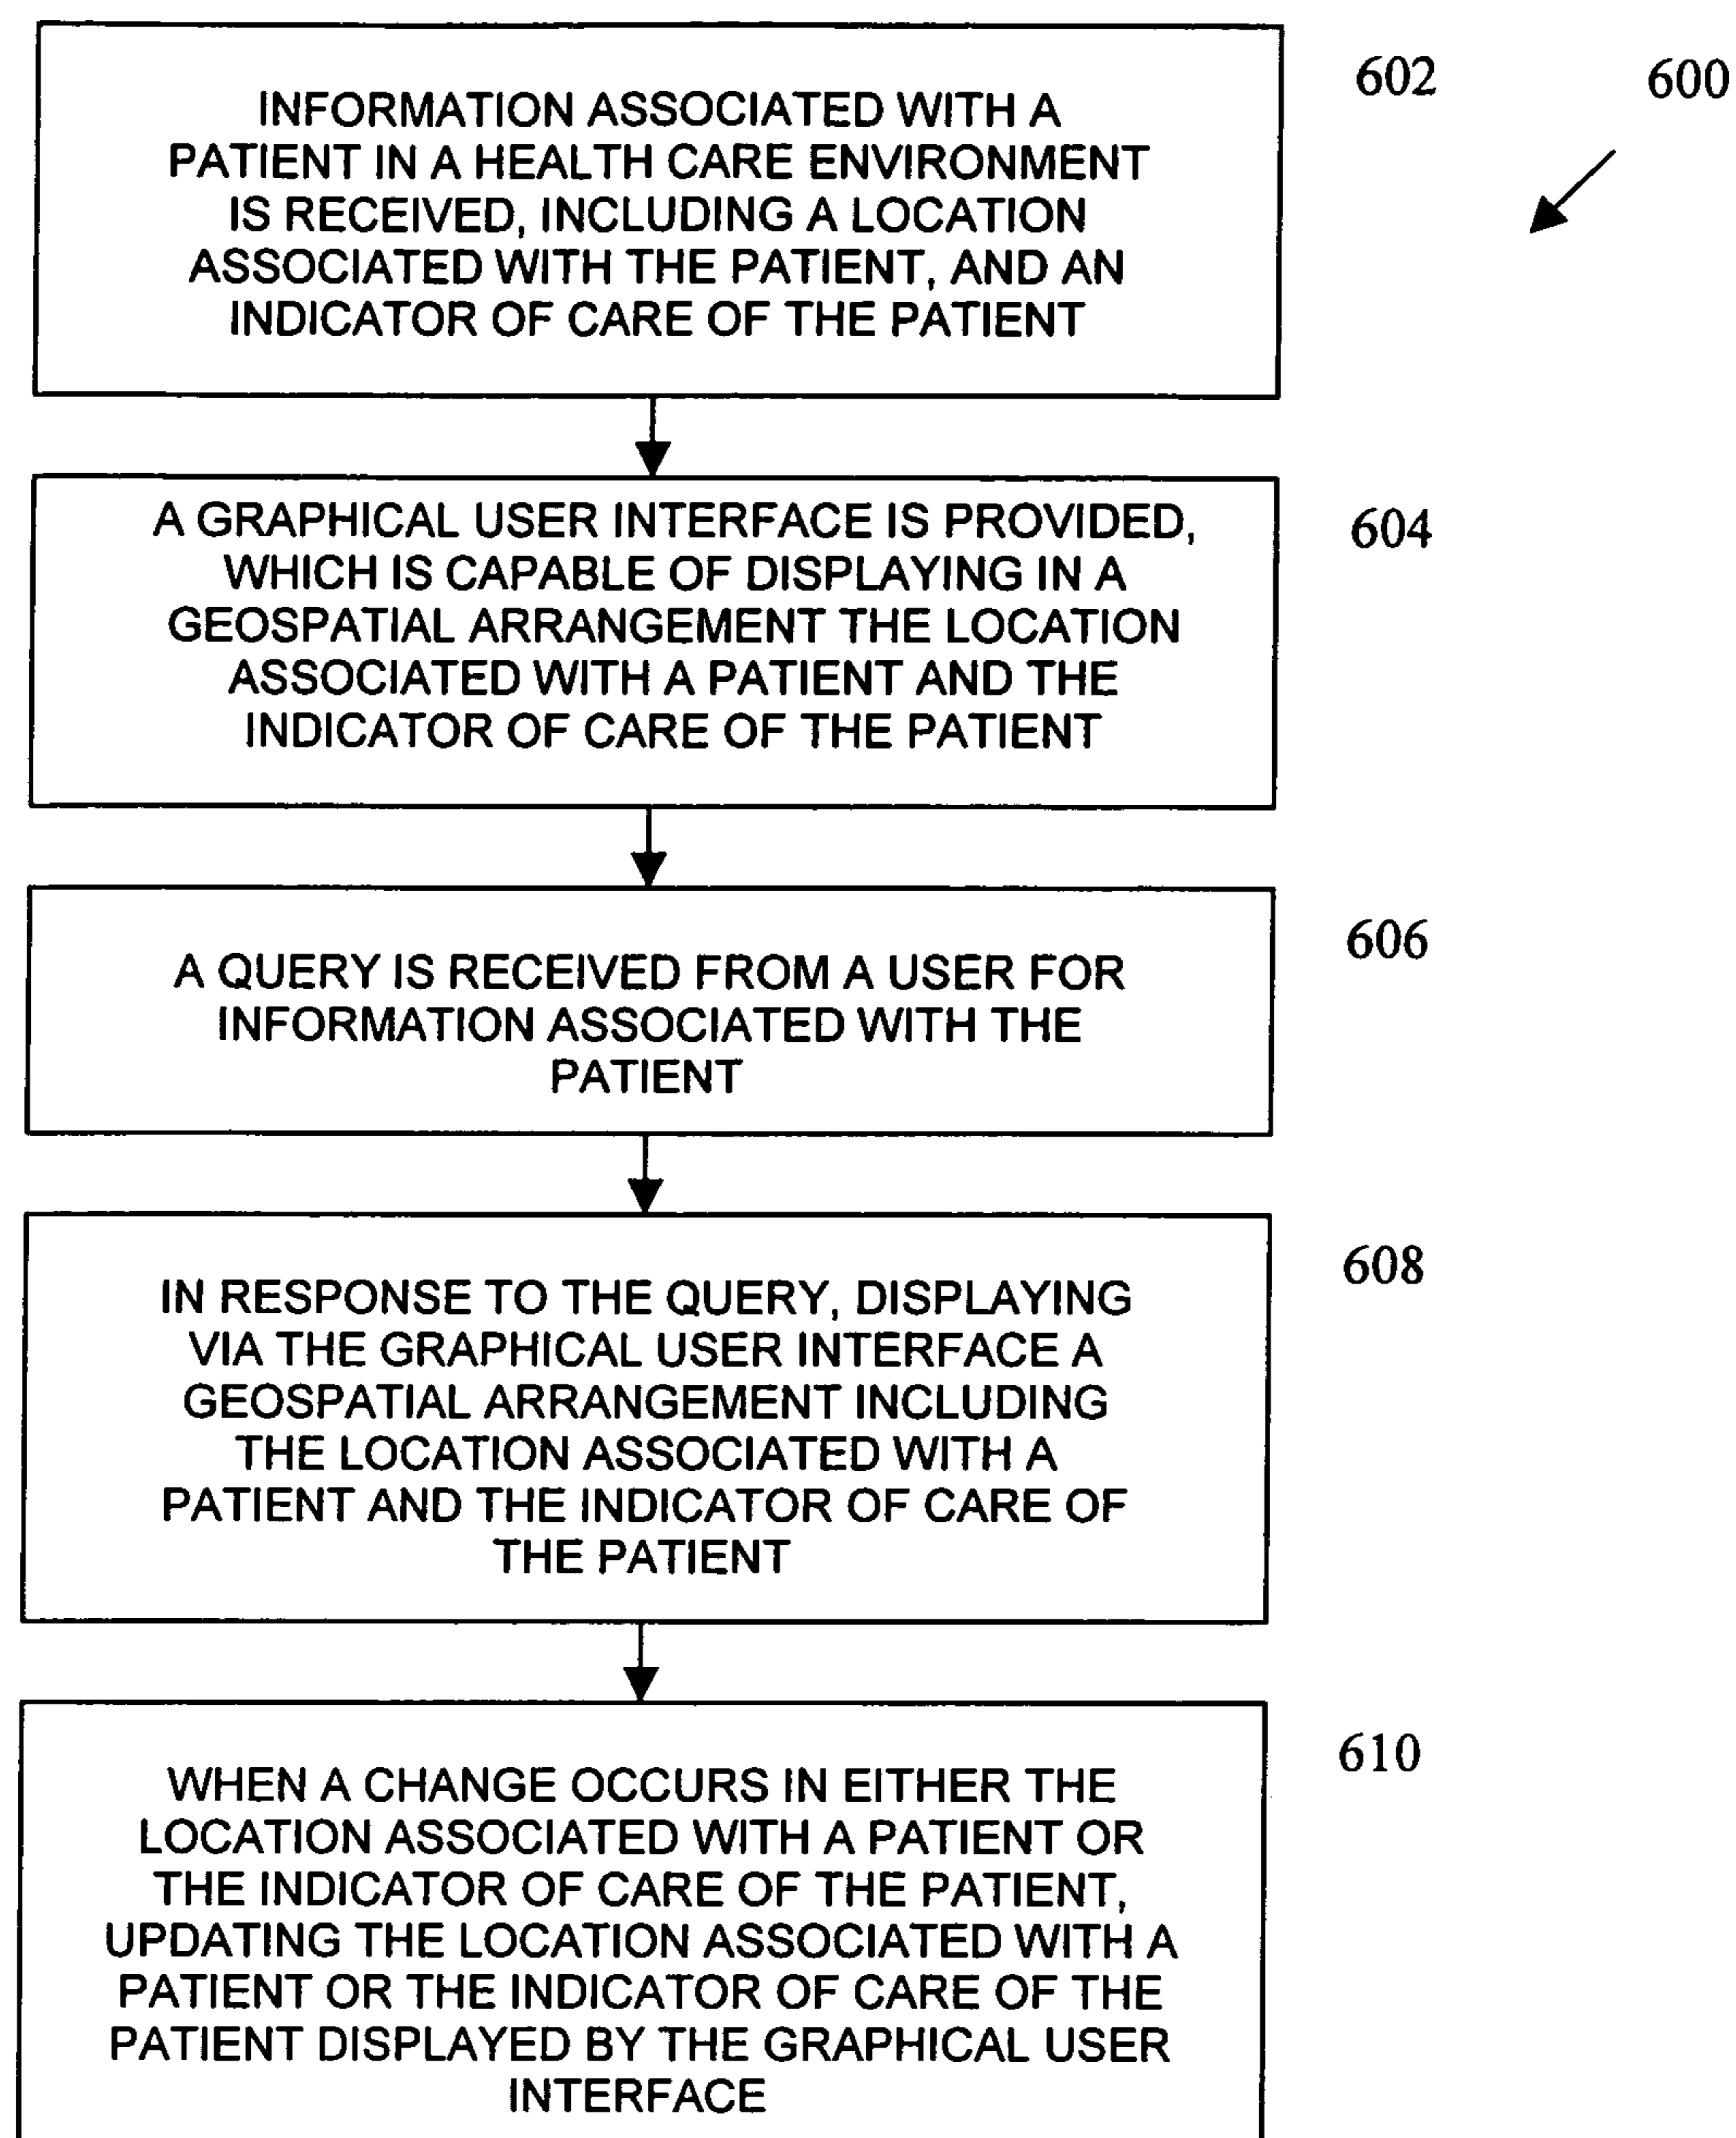 INFORMATION ASSOCIATED WITH A
PATIENT IN A HEALTH CARE ENVIRONMENT
IS RECEIVED, INCLUDING A LOCATION
ASSOCIATED WITH THE PATIENT, AND AN
INDICATOR OF CARE OF THE PATIENT
602
600
A GRAPHICAL USER INTERFACE IS PROVIDED,
WHICH IS CAPABLE OF DISPLAYING IN A
GEOSPATIAL ARRANGEMENT THE LOCATION
ASSOCIATED WITH A PATIENT AND THE
INDICATOR OF CARE OF THE PATIENT
604
A QUERY IS RECEIVED FROM A USER FOR
INFORMATION ASSOCIATED WITH THE
PATIENT
606
IN RESPONSE TO THE QUERY, DISPLAYING
VIA THE GRAPHICAL USER INTERFACE A
GEOSPATIAL ARRANGEMENT INCLUDING
THE LOCATION ASSOCIATED WITH A
PATIENT AND THE INDICATOR OF CARE OF
THE PATIENT
608
WHEN A CHANGE OCCURS IN EITHER THE
LOCATION ASSOCIATED WITH A PATIENT OR
THE INDICATOR OF CARE OF THE PATIENT,
UPDATING THE LOCATION ASSOCIATED WITH A
PATIENT OR THE INDICATOR OF CARE OF THE
PATIENT DISPLAYED BY THE GRAPHICAL USER
INTERFACE
610